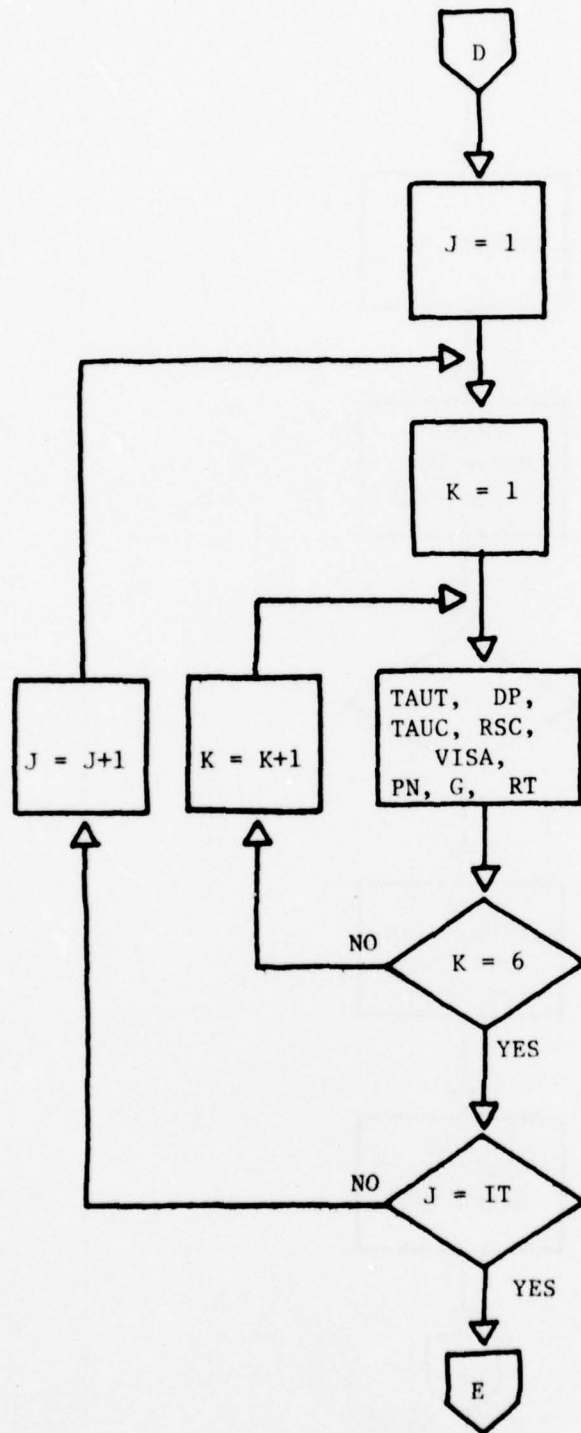 D
J = 1
K = 1
TAUT, DP,
TAUC, RSC,
VISA,
PN, G, RT
J = J+1
K = K+1
NO
K = 6
YES
NO
J = IT
YES
E